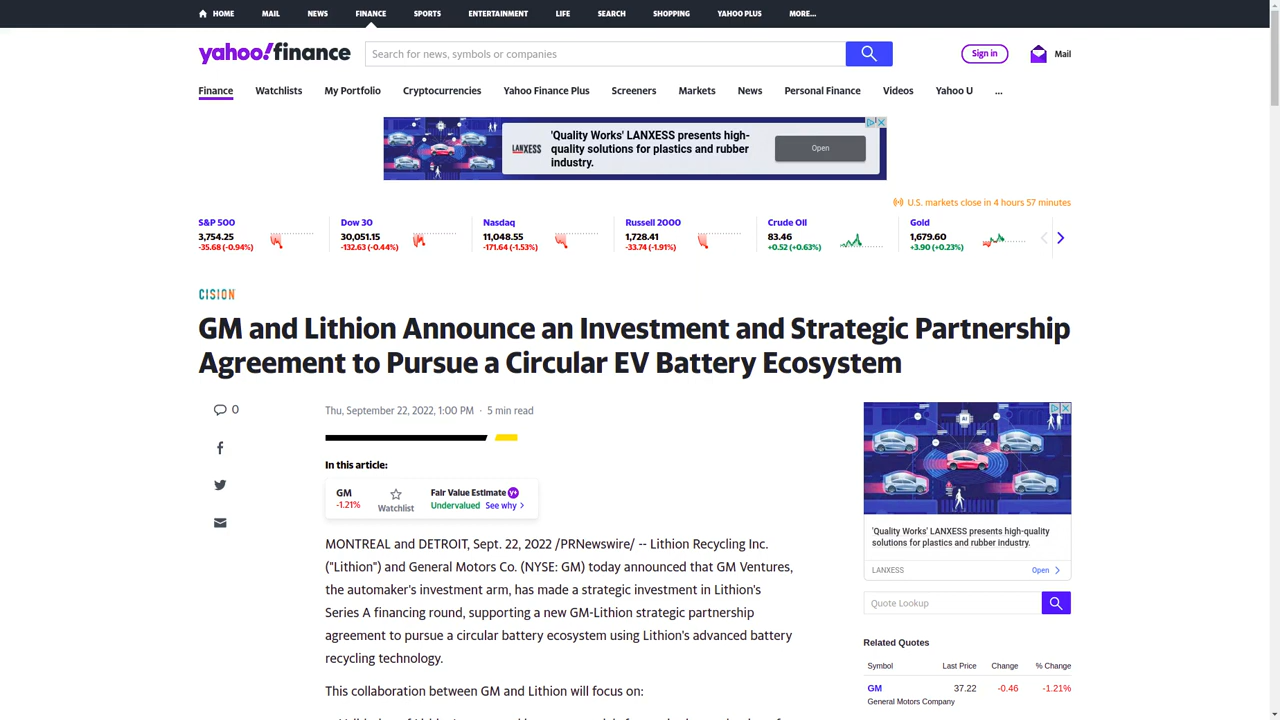 HOME
MAIL
NEWS
FINANCE
SPORTS
ENTERTAINMENT
LIFE
SEARCH
SHOPPING
YAHOO PLUS
MORE...
yahoo!finance
Search for news, symbols or companies
Sign in
Mail
Finance
Watchlists
My Portfolio
Cryptocurrencies
Yahoo Finance Plus
Screeners
Markets
News
Personal Finance
Videos
Yahoo U
...
LANXESS
'Quality Works' LANXESS presents high-
quality solutions for plastics and rubber
industry.
Open
U.S. markets close in 4 hours 57 minutes
S&P 500
3,754.25
-35.68 (-0.94%)
Dow 30
30,051.15
-132.63 (-0.44%)
Nasdaq
11,048.55
-171.64 (-1.53%)
Russell 2000
1,728.41
-33.74 (-1.91%)
Crude Oil
83.46
+0.52 (+0.63%)
Gold
1,679.60
+3.90 (+0.23%)
CISION
GM and Lithion Announce an Investment and Strategic Partnership
Agreement to Pursue a Circular EV Battery Ecosystem
0
Thu, September 22, 2022, 1:00 PM · 5 min read
In this article:
GM
-1.21%
Watchlist
Fair Value Estimate Y+
Undervalued See why
MONTREAL and DETROIT, Sept. 22, 2022 /PRNewswire/ -- Lithion Recycling Inc.
("Lithion") and General Motors Co. (NYSE: GM) today announced that GM Ventures,
the automaker's investment arm, has made a strategic investment in Lithion's
Series A financing round, supporting a new GM-Lithion strategic partnership
agreement to pursue a circular battery ecosystem using Lithion's advanced battery
recycling technology.
This collaboration between GM and Lithion will focus on:
AI
'Quality Works' LANXESS presents high-quality
solutions for plastics and rubber industry.
LANXESS
Open
Quote Lookup
Related Quotes
Symbol Last Price Change % Change
GM 37.22 -0.46 -1.21%
General Motors Company